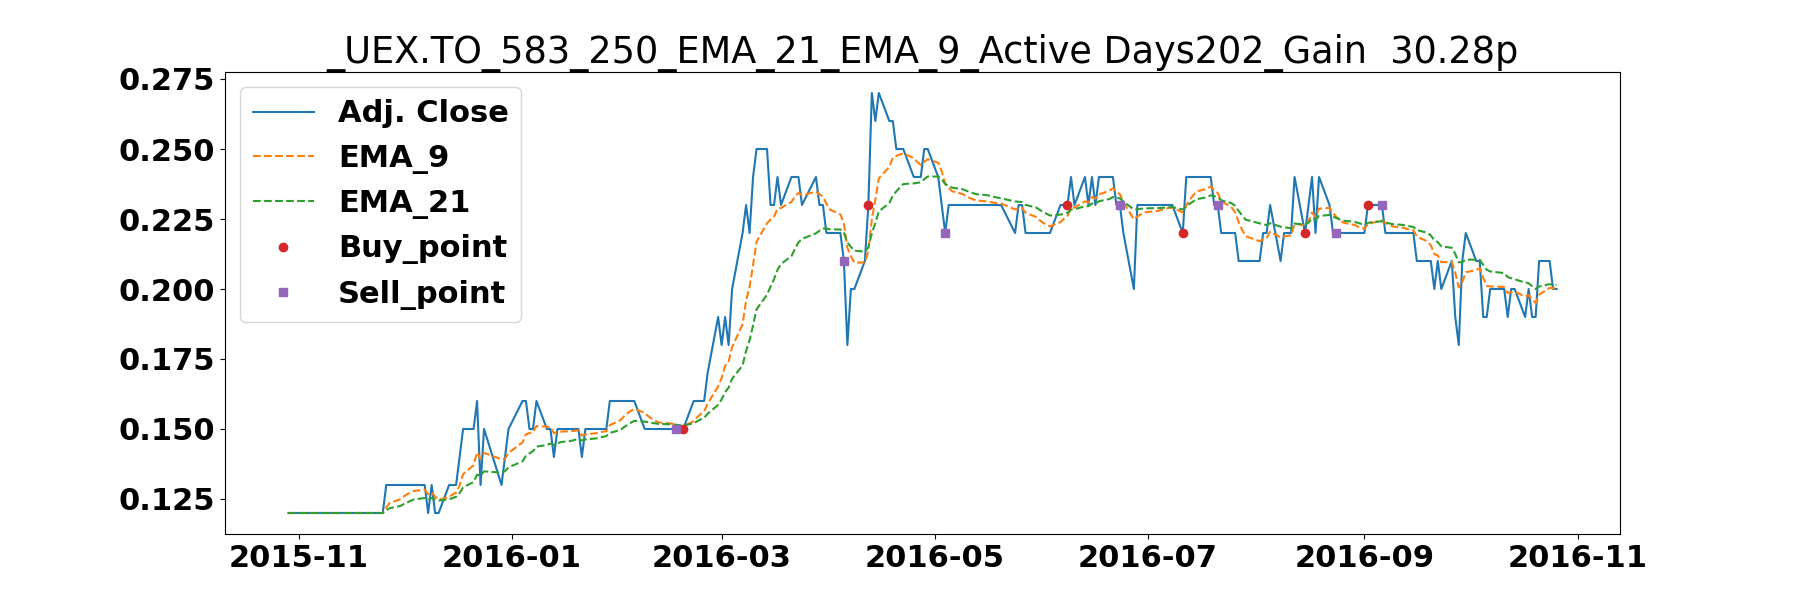 _UEX.TO_583_250_EMA_21_EMA_9_Active Days202_Gain  30.28p
0.275
0.250
0.225
0.200
0.175
0.150
0.125
Adj. Close
EMA_9
EMA_21
Buy_point
Sell_point
2015-11 2016-01 2016-03 2016-05 2016-07 2016-09 2016-11